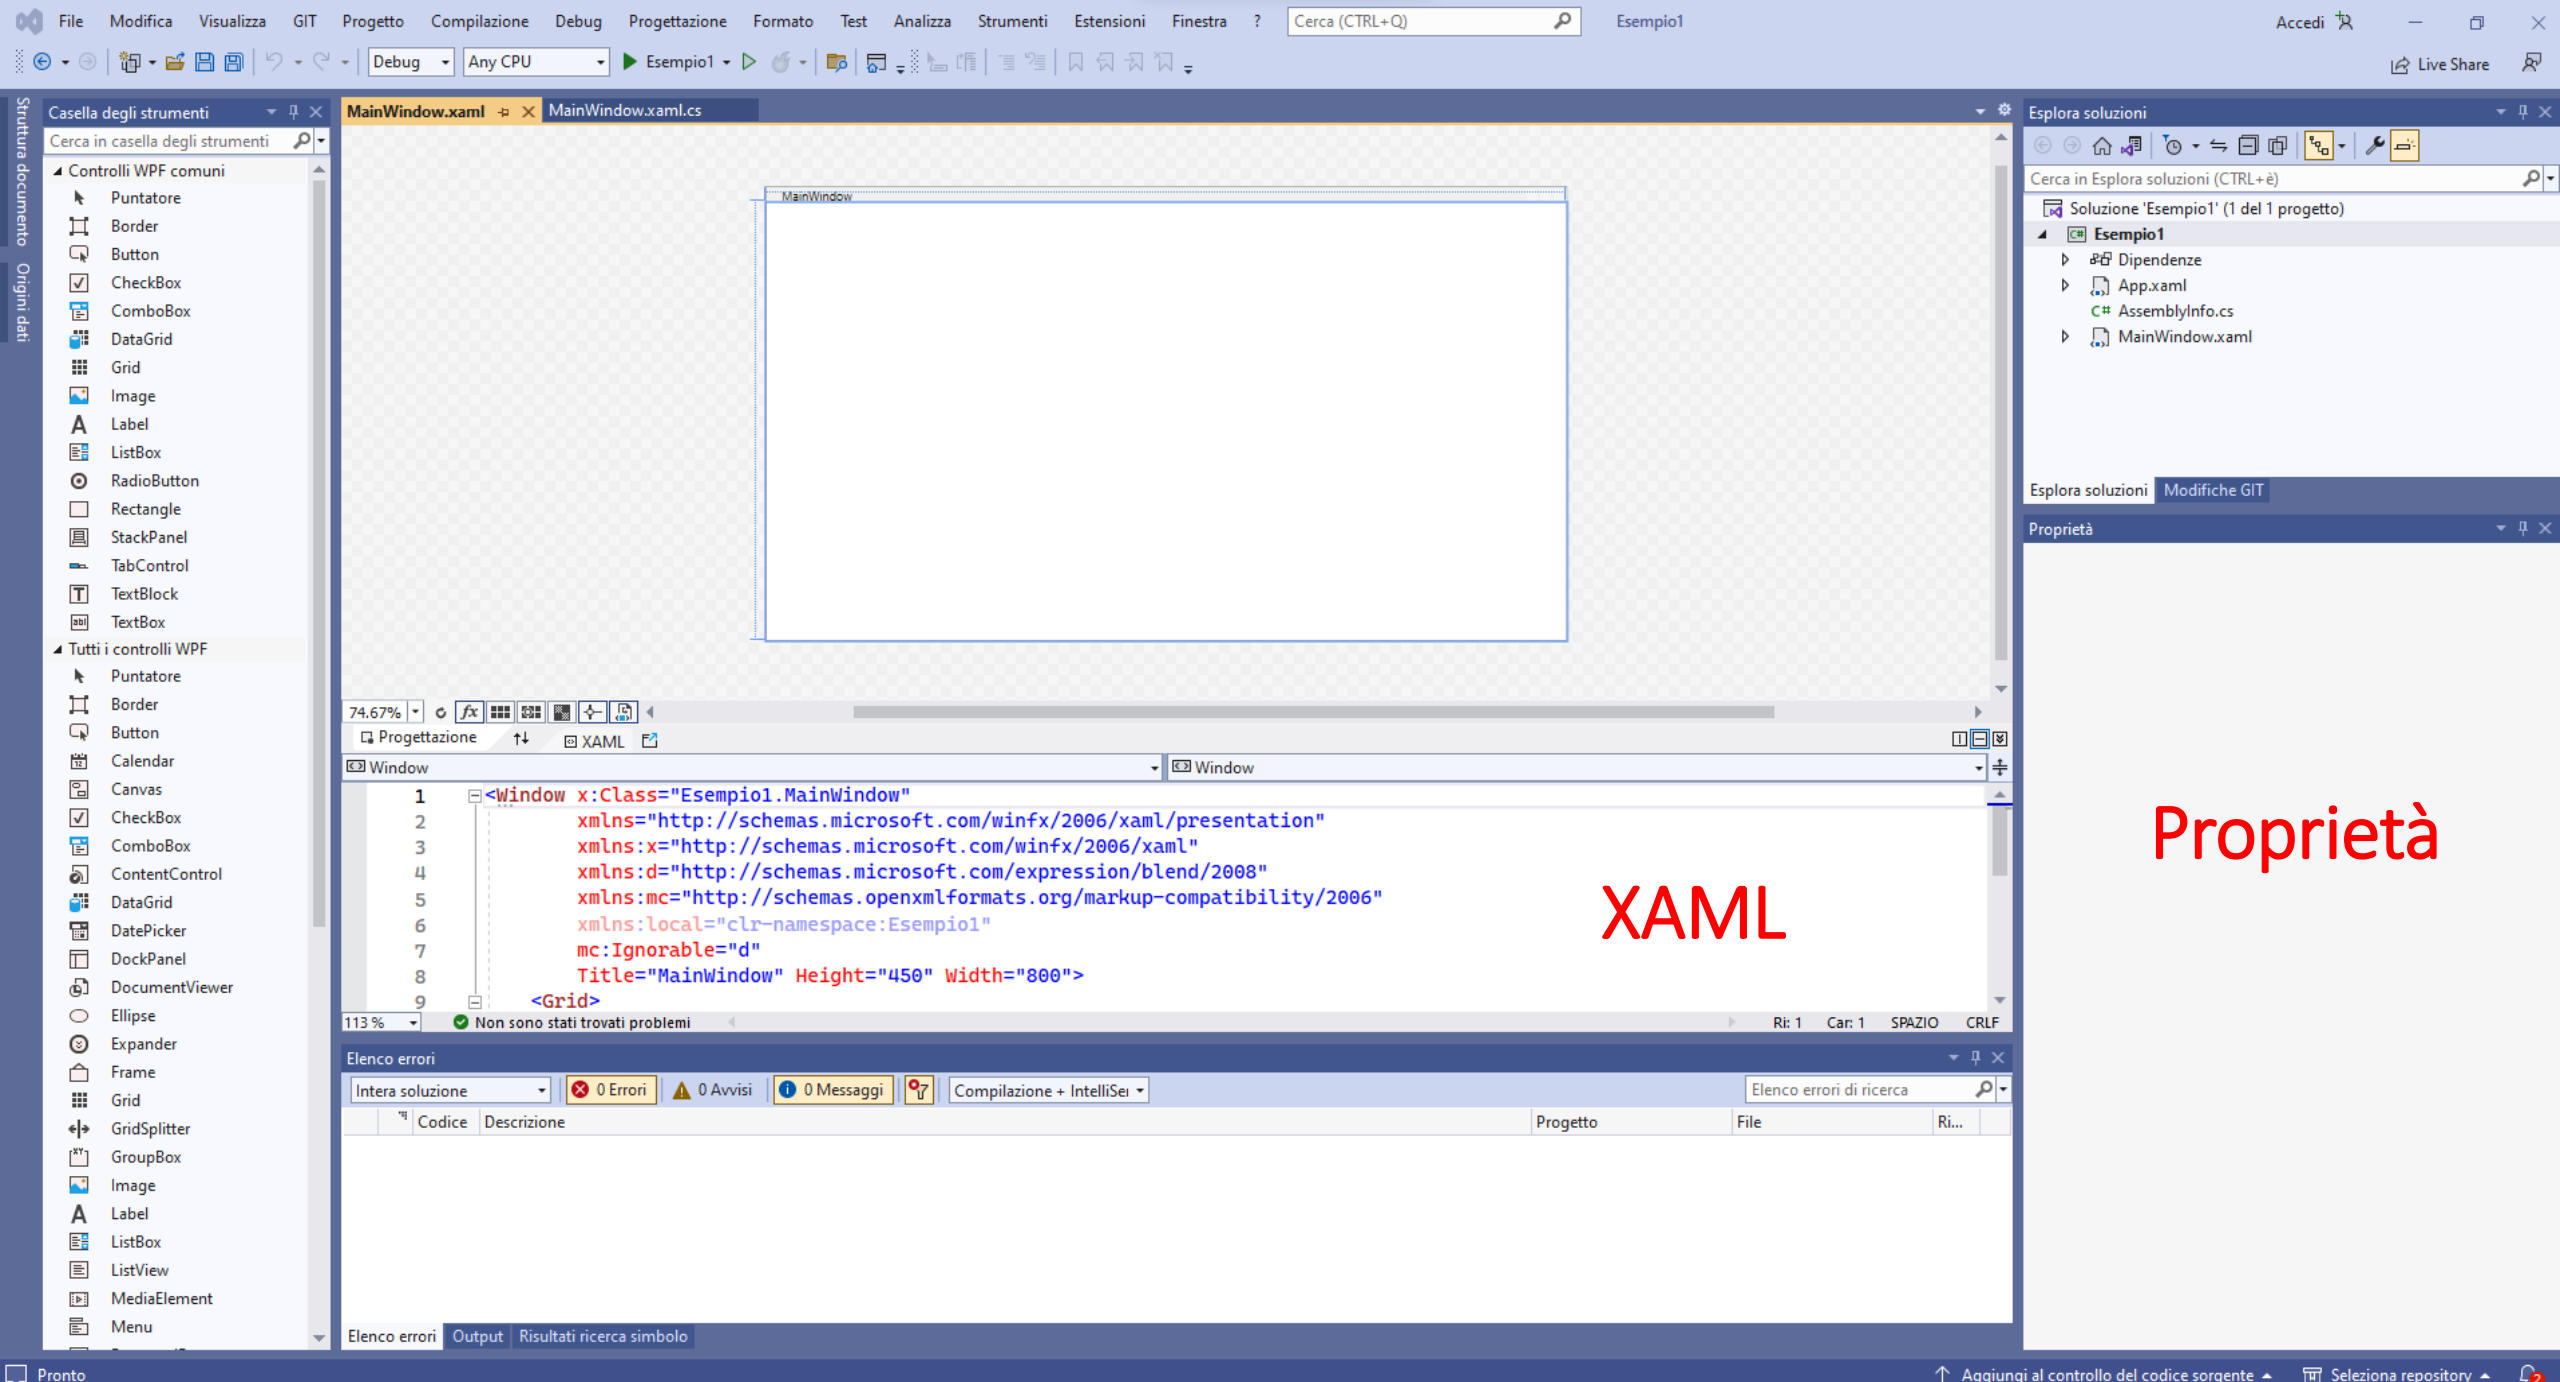 File Modifica Visualizza GIT Progetto Compilazione Debug Progettazione Formato Test Analizza Strumenti Estensioni Finestra ? Cerca (CTRL+Q) Esempio1 Accedi
Debug Any CPU Esempio1 Live Share
Struttura documento
Origini dati
Casella degli strumenti
Cerca in casella degli strumenti
Controlli WPF comuni
Puntatore
Border
Button
CheckBox
ComboBox
DataGrid
Grid
Image
Label
ListBox
RadioButton
Rectangle
StackPanel
TabControl
TextBlock
TextBox
Tutti i controlli WPF
Puntatore
Border
Button
Calendar
Canvas
CheckBox
ComboBox
ContentControl
DataGrid
DatePicker
DockPanel
DocumentViewer
Ellipse
Expander
Frame
Grid
GridSplitter
GroupBox
Image
Label
ListBox
ListView
MediaElement
Menu
MainWindow.xaml MainWindow.xaml.cs
MainWindow
74.67%
Progettazione XAML
Window Window
1 <Window x:Class="Esempio1.MainWindow"
2 xmlns="http://schemas.microsoft.com/winfx/2006/xaml/presentation"
3 xmlns:x="http://schemas.microsoft.com/winfx/2006/xaml"
4 xmlns:d="http://schemas.microsoft.com/expression/blend/2008"
5 xmlns:mc="http://schemas.openxmlformats.org/markup-compatibility/2006"
6 xmlns:local="clr-namespace:Esempio1"
7 mc:Ignorable="d"
8 Title="MainWindow" Height="450" Width="800">
9 <Grid>
XAML
113 % Non sono stati trovati problemi Ri: 1 Car: 1 SPAZIO CRLF
Elenco errori
Intera soluzione 0 Errori 0 Avvisi 0 Messaggi Compilazione + IntelliSe Elenco errori di ricerca
Codice Descrizione Progetto File Ri...
Elenco errori Output Risultati ricerca simbolo
Esplora soluzioni
Cerca in Esplora soluzioni (CTRL+è)
Soluzione 'Esempio1' (1 del 1 progetto)
C# Esempio1
Dipendenze
App.xaml
C# AssemblyInfo.cs
MainWindow.xaml
Esplora soluzioni Modifiche GIT
Proprietà
Proprietà
Pronto Aggiungi al controllo del codice sorgente Seleziona repository 2